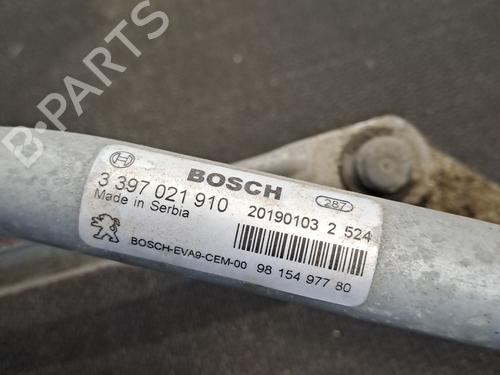 B-PARTS
BOSCH
287
3 397 021 910
20190103 2 524
Made in Serbia
BOSCH-EVA9-CEM-00
98 154 977 80